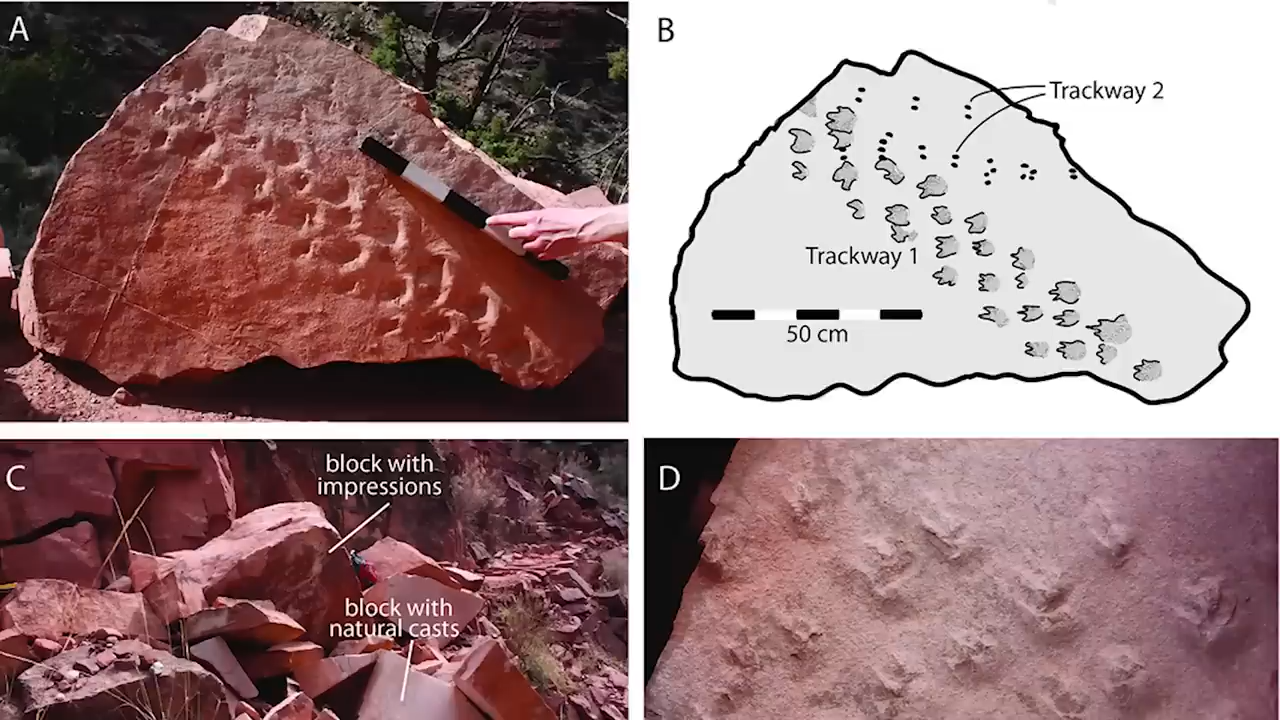 A
B
Trackway 2
Trackway 1
50 cm
C
block with
impressions
block with
natural casts
D